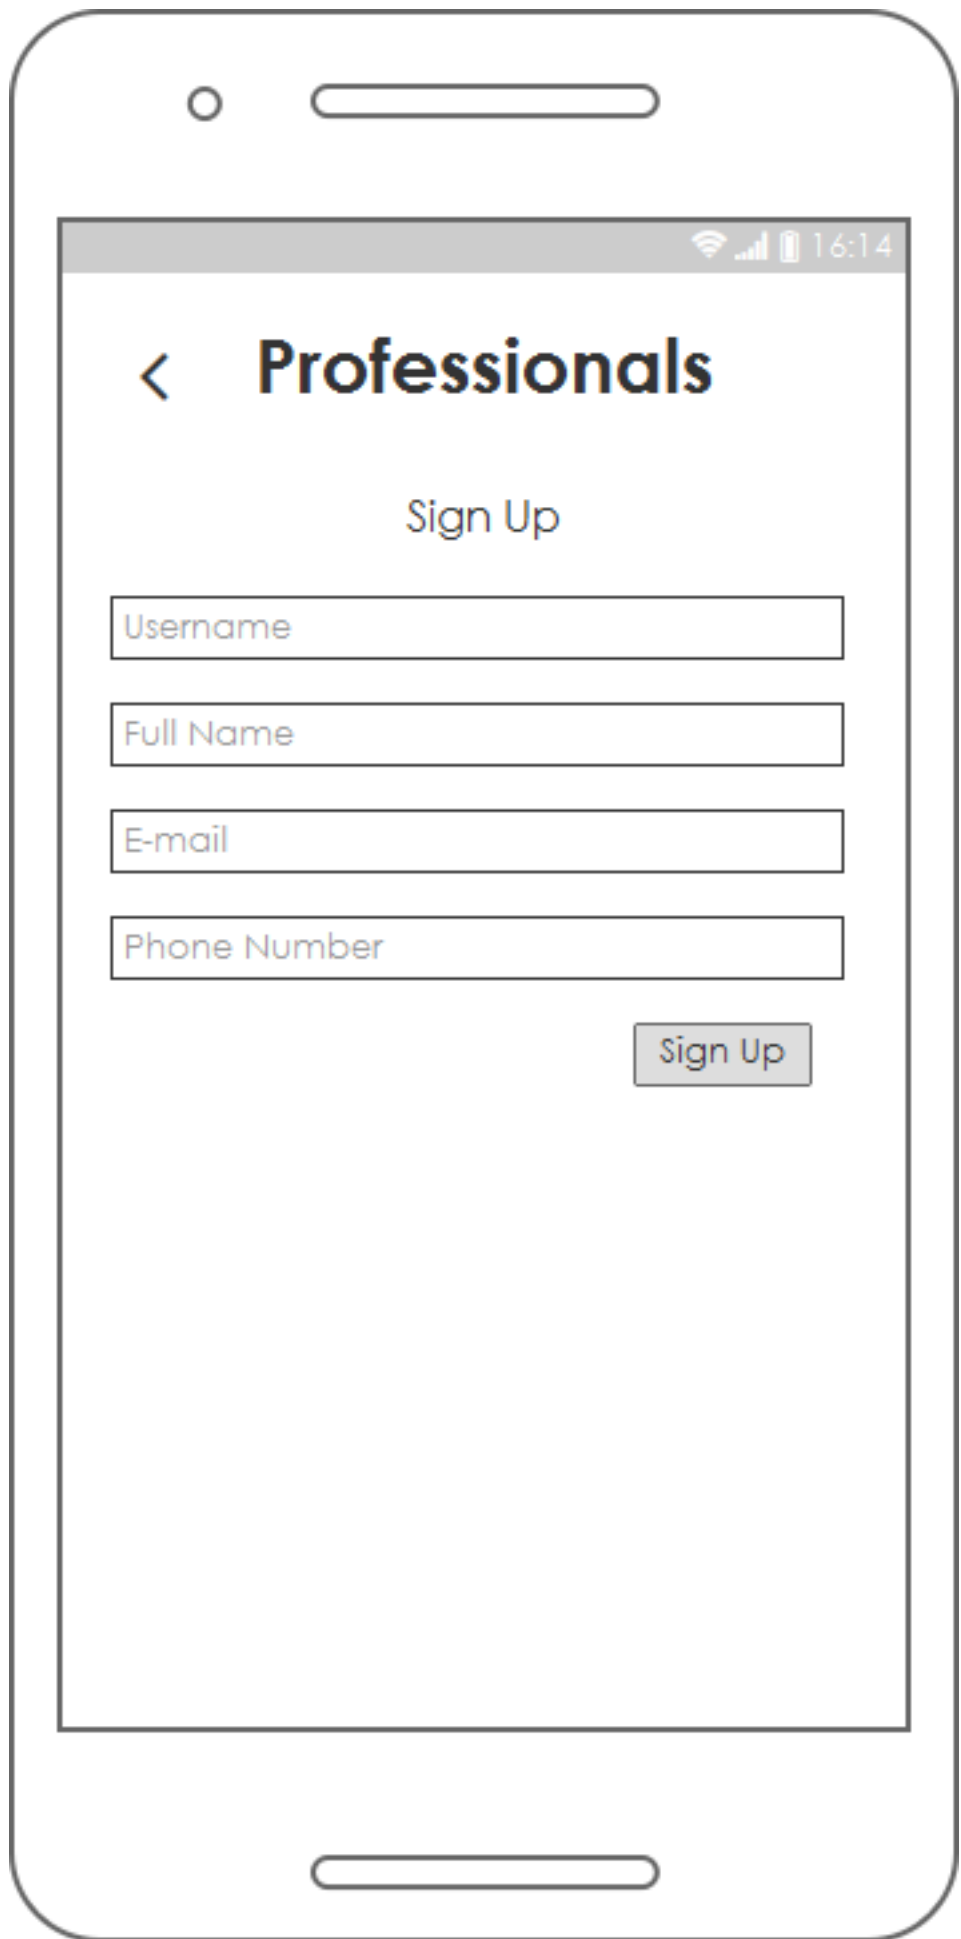 16:14
Professionals
Sign Up
Username
Full Name
E-mail
Phone Number
Sign Up